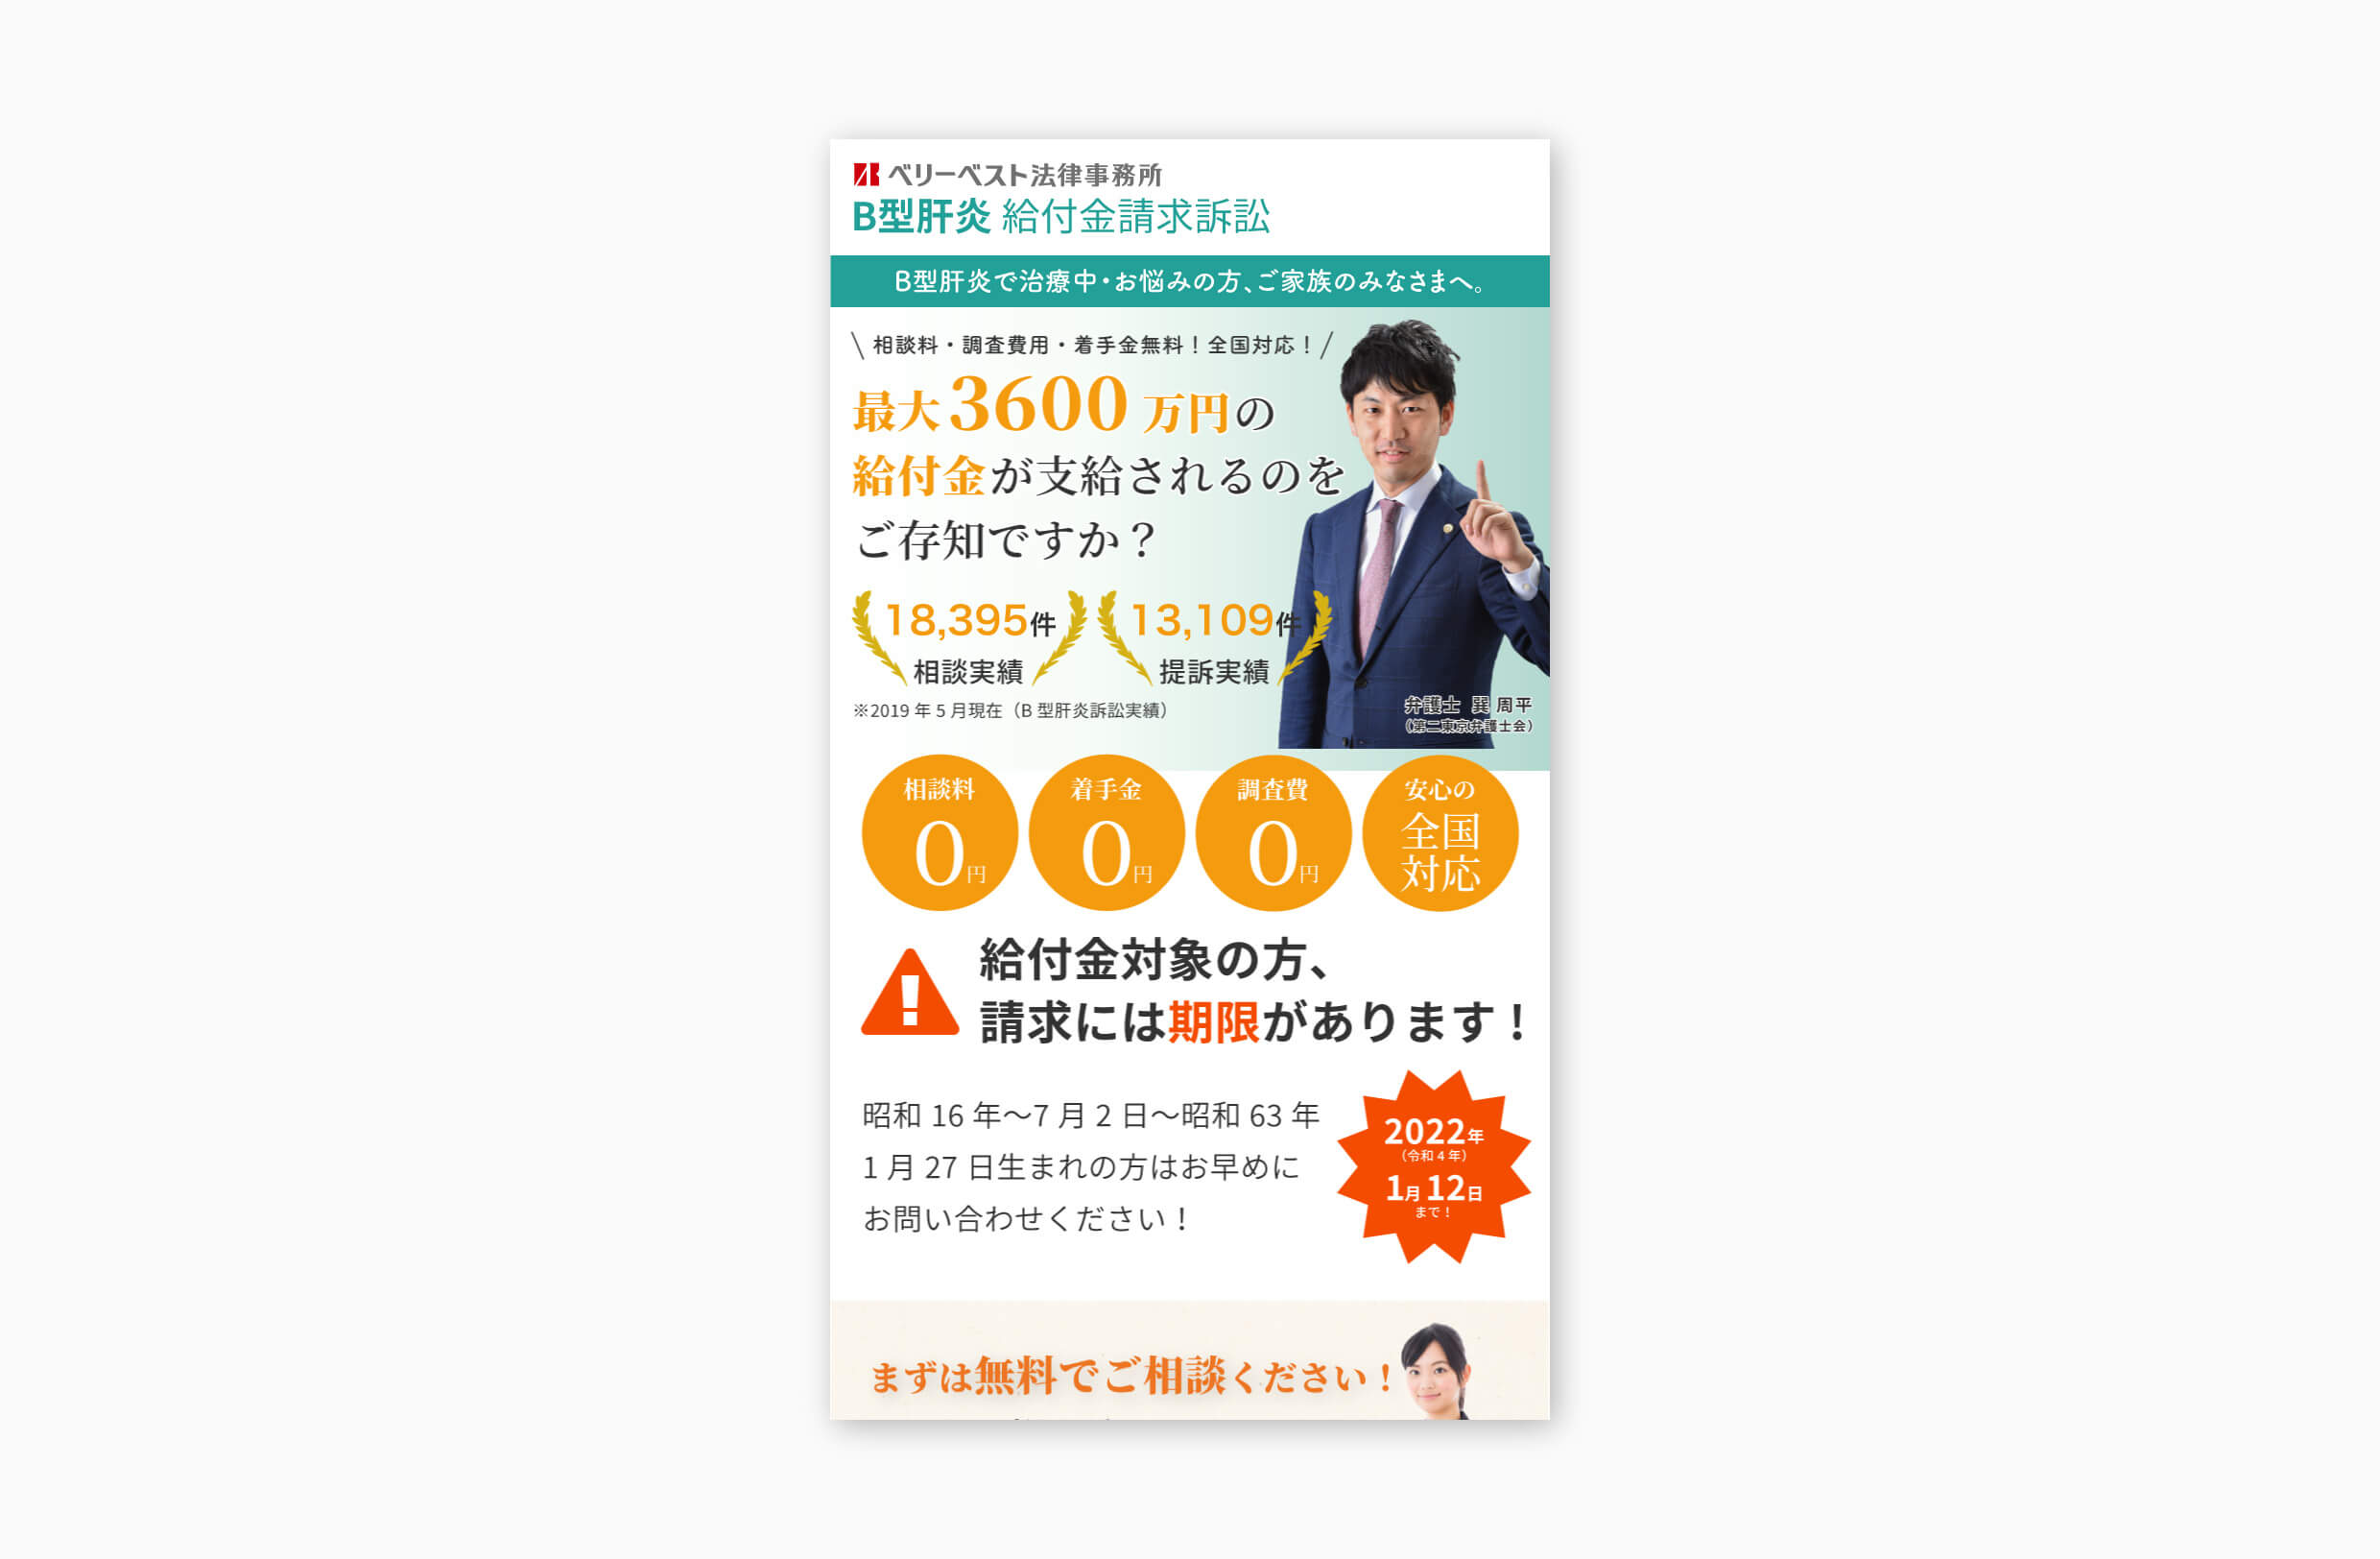 ベリーベスト法律事務所
B型肝炎 給付金請求訴訟
B型肝炎で治療中・お悩みの方、ご家族のみなさまへ。
相談料・調査費用・着手金無料！全国対応！
最大3600万円の
給付金が支給されるのを
ご存知ですか？
18,395件
相談実績
13,109件
提訴実績
※2019年5月現在（B型肝炎訴訟実績）
弁護士 巽 周平
（第二東京弁護士会）
相談料
0円
着手金
0円
調査費
0円
安心の
全国
対応
給付金対象の方、
請求には期限があります！
昭和16年〜7月2日〜昭和63年
1月27日生まれの方はお早めに
お問い合わせください！
2022年
（令和4年）
1月12日
まで！
まずは無料でご相談ください！